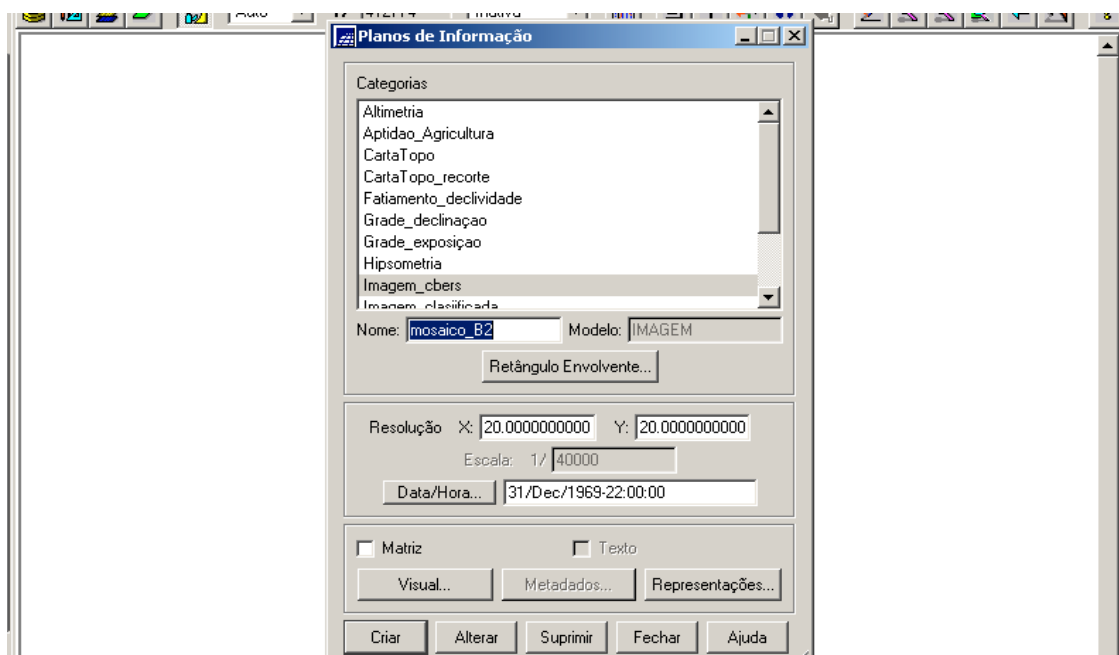 Auto
Planos de Informação
Categorias
Altimetria
Aptidao_Agricultura
CartaTopo
CartaTopo_recorte
Fatiamento_declividade
Grade_declinaçao
Grade_exposiçao
Hipsometria
Imagem_cbers
Imagem_clasiificada
Nome: mosaico_B2 Modelo: IMAGEM
Retângulo Envolvente...
Resolução X: 20.0000000000 Y: 20.0000000000
Escala: 1/ 40000
Data/Hora... 31/Dec/1969-22:00:00
Matriz Texto
Visual... Metadados... Representações...
Criar Alterar Suprimir Fechar Ajuda